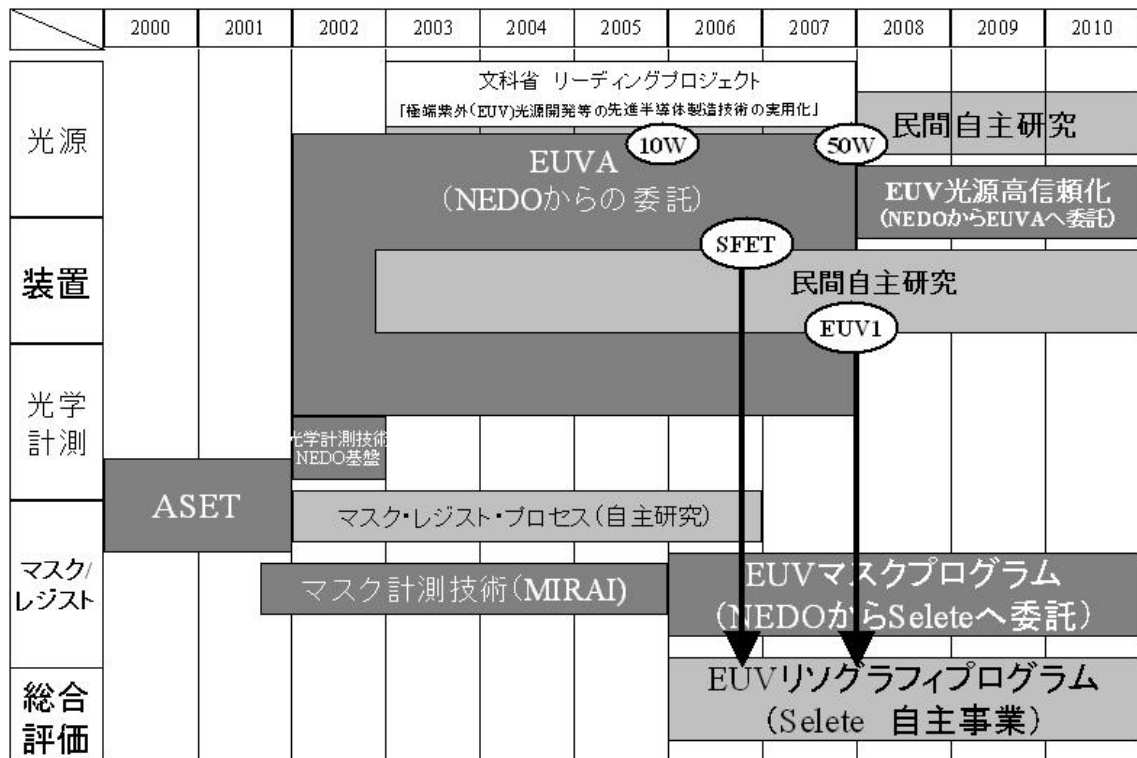 2000 2001 2002 2003 2004 2005 2006 2007 2008 2009 2010
光源
文科省 リーディングプロジェクト
「極端紫外(EUV)光源開発等の先進半導体製造技術の実用化」
10W
50W
民間自主研究
EUVA
(NEDOからの 委託)
EUV光源高信頼化
(NEDOからEUVAへ委託)
装置
SFET
民間自主研究
EUV1
光学
計測
光学計測技術
NEDO基盤
ASET
マスク・レジスト・プロセス(自主研究)
マスク/
レジスト
マスク計測技術(MIRAI)
EUVマスクプログラム
(NEDOからSeleteへ委託)
総合
評価
EUVリソグラフィプログラム
(Selete 自主事業)